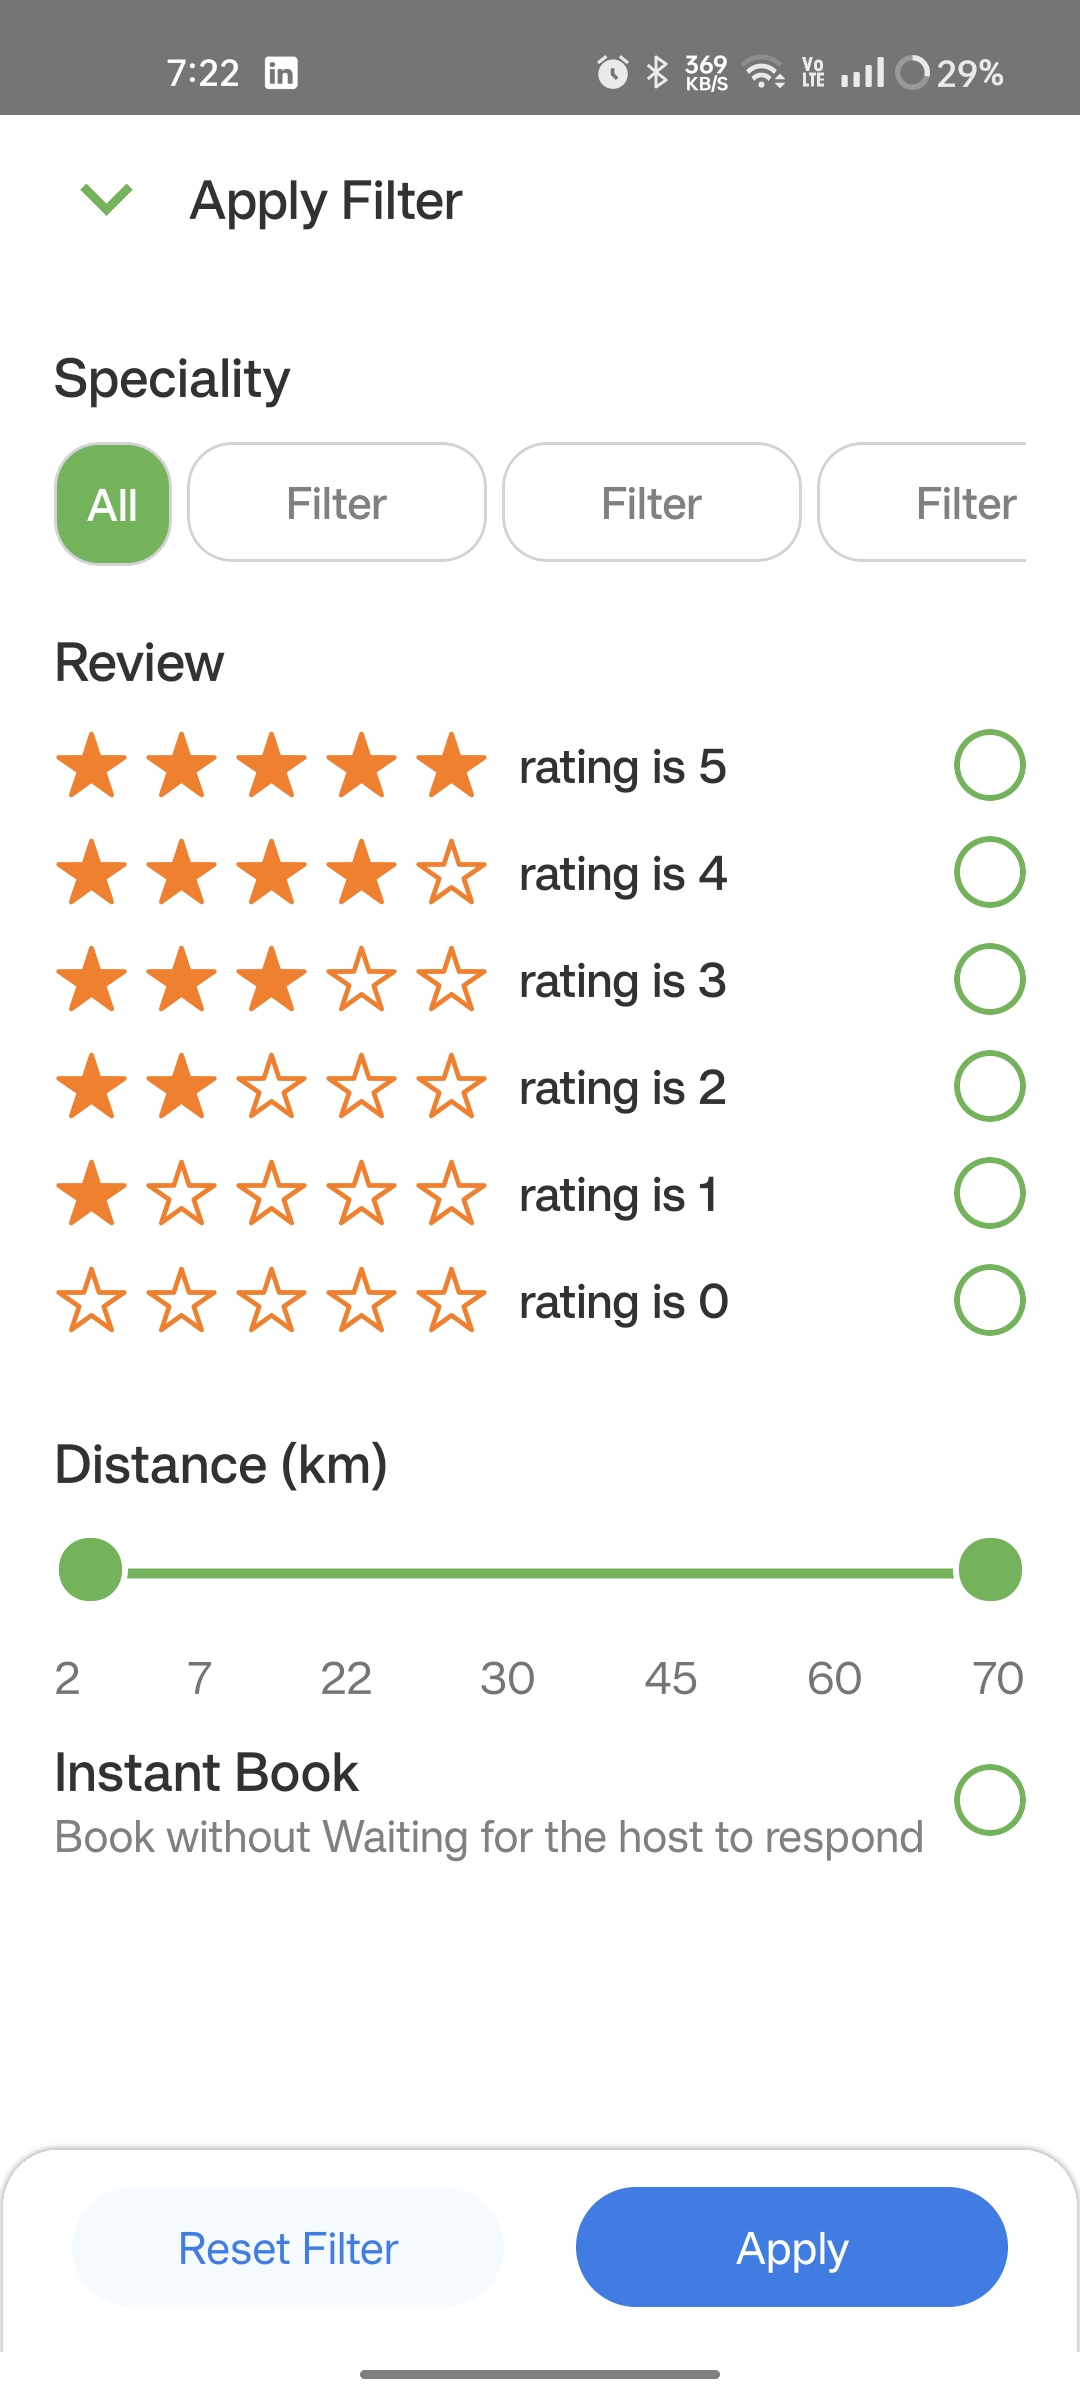 7:22 in 369 KB/S Vo LTE 29%
Apply Filter
Speciality
All Filter Filter Filter
Review
rating is 5
rating is 4
rating is 3
rating is 2
rating is 1
rating is 0
Distance (km)
2 7 22 30 45 60 70
Instant Book
Book without Waiting for the host to respond
Reset Filter Apply